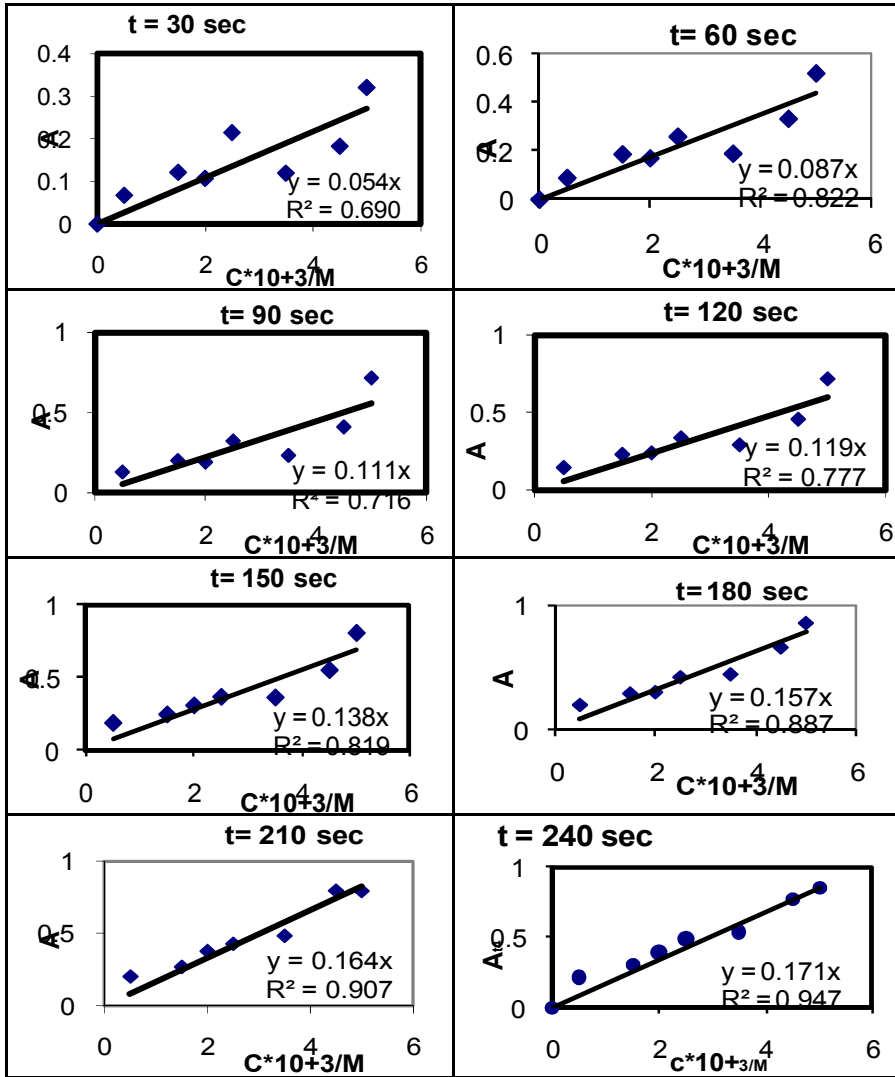 t = 30 sec
0.4
0.3
0.2
0.1
0
A
y = 0.054x
R² = 0.690
0 2 4 6
C*10+3/M
t= 60 sec
0.6
0.4
0.2
0
A
y = 0.087x
R² = 0.822
0 2 4 6
C*10+3/M
t= 90 sec
1
0.5
0
A
y = 0.111x
R² = 0.716
0 2 4 6
C*10+3/M
t= 120 sec
1
0.5
0
A
y = 0.119x
R² = 0.777
0 2 4 6
C*10+3/M
t= 150 sec
1
0.5
0
A
y = 0.138x
R² = 0.819
0 2 4 6
C*10+3/M
t= 180 sec
1
0
A
y = 0.157x
R² = 0.887
0 2 4 6
C*10+3/M
t= 210 sec
1
0.5
0
A
y = 0.164x
R² = 0.907
0 2 4 6
C*10+3/M
t = 240 sec
1
0.5
0
y = 0.171x
R² = 0.947
0 2 4 6
C*10+3/M